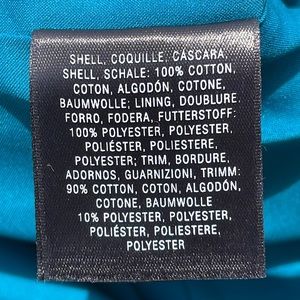 SHELL, COQUILLE, CÁSCARA
SHELL, SCHALE: 100% COTTON,
COTON, ALGODÓN, COTONE,
BAUMWOLLE; LINING, DOUBLURE,
FORRO, FODERA, FUTTERSTOFF:
100% POLYESTER, POLYESTER,
POLIÉSTER, POLIESTERE,
POLYESTER; TRIM, BORDURE,
ADORNOS, GUARNIZIONI, TRIMM:
90% COTTON, COTON, ALGODÓN,
COTONE, BAUMWOLLE
10% POLYESTER, POLYESTER,
POLIÉSTER, POLIESTERE,
POLYESTER